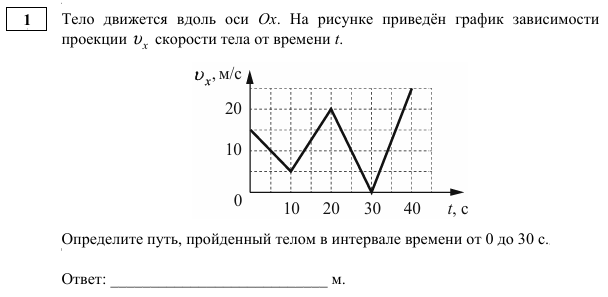 1
Тело движется вдоль оси Ox. На рисунке приведён график зависимости
проекции υx скорости тела от времени t.
υx, м/с
20
10
0
10 20 30 40 t, с
Определите путь, пройденный телом в интервале времени от 0 до 30 с.
Ответ: ___________________________ м.